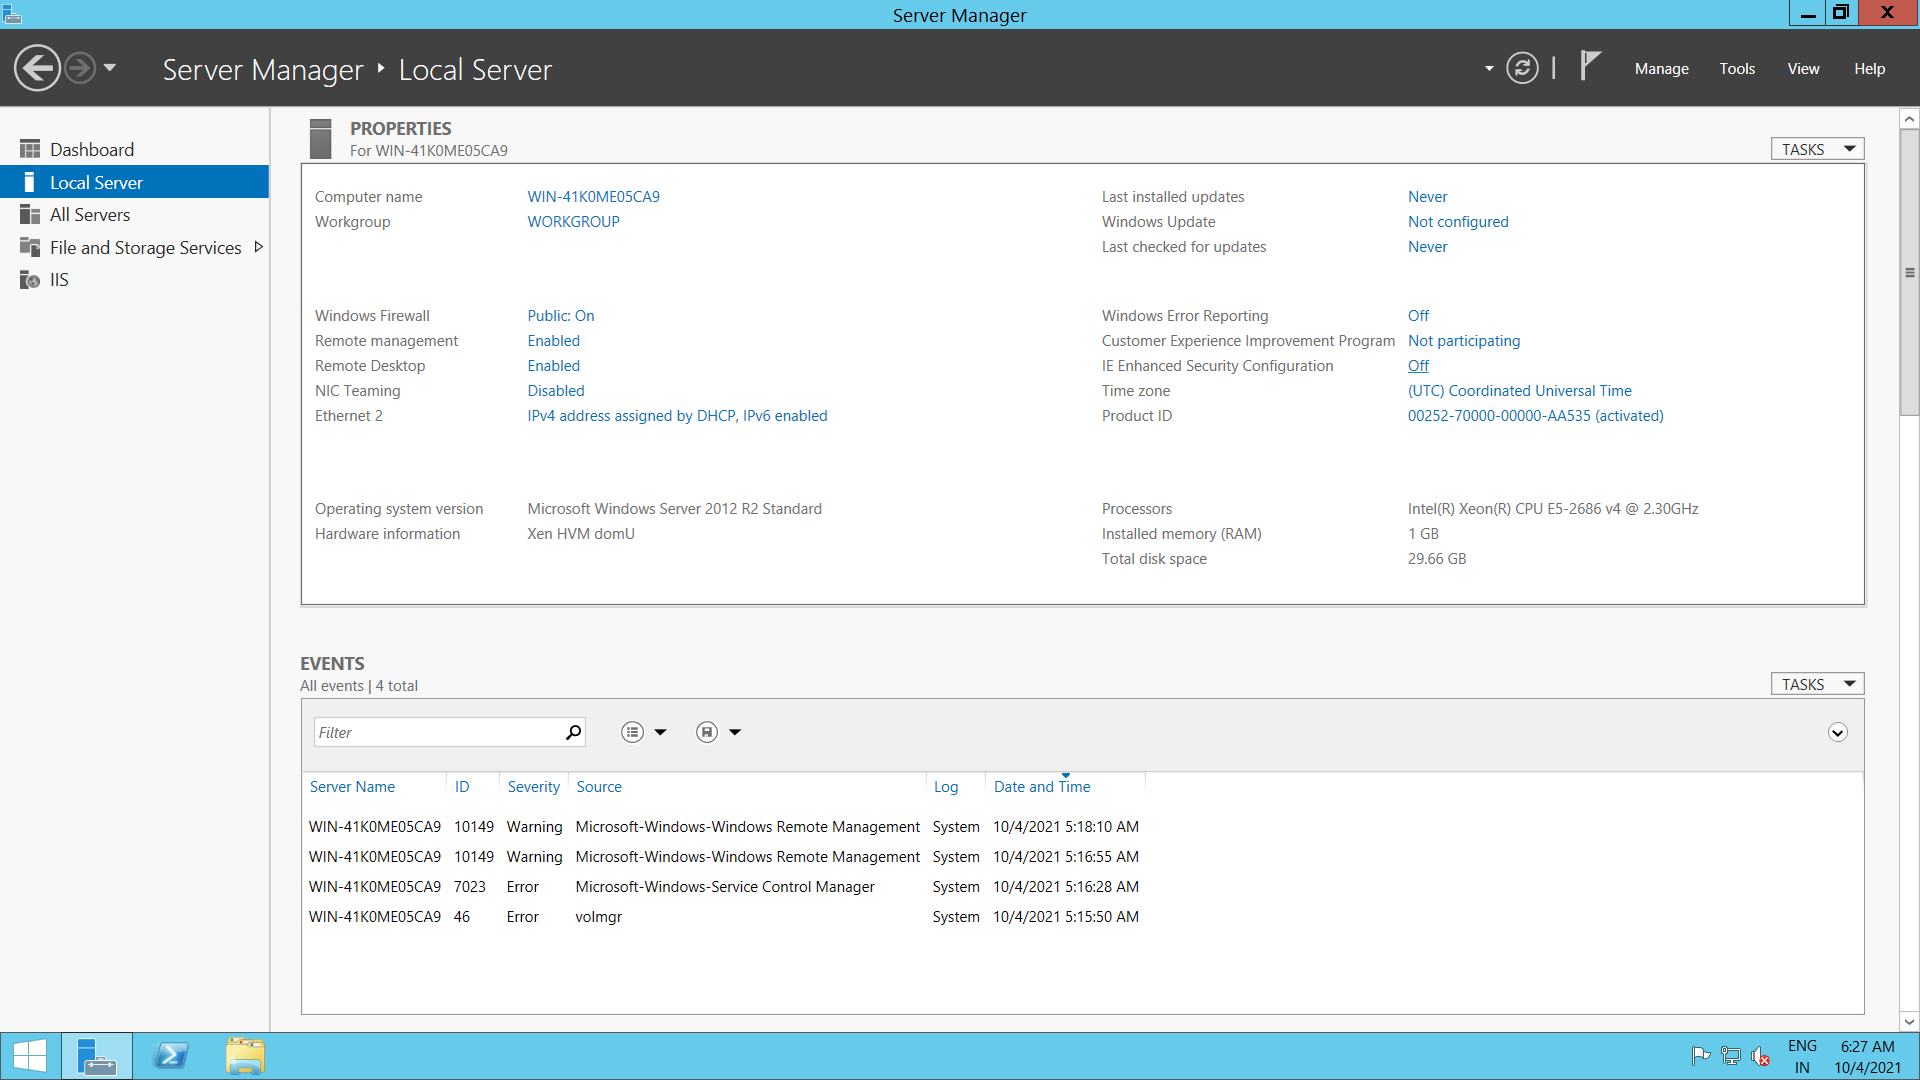 Server Manager
Server Manager ‣ Local Server
Manage Tools View Help
Dashboard
Local Server
All Servers
File and Storage Services
IIS
PROPERTIES
For WIN-41K0ME05CA9
TASKS
Computer name WIN-41K0ME05CA9 Last installed updates Never
Workgroup WORKGROUP Windows Update Not configured
Last checked for updates Never
Windows Firewall Public: On Windows Error Reporting Off
Remote management Enabled Customer Experience Improvement Program Not participating
Remote Desktop Enabled IE Enhanced Security Configuration Off
NIC Teaming Disabled Time zone (UTC) Coordinated Universal Time
Ethernet 2 IPv4 address assigned by DHCP, IPv6 enabled Product ID 00252-70000-00000-AA535 (activated)
Operating system version Microsoft Windows Server 2012 R2 Standard Processors Intel(R) Xeon(R) CPU E5-2686 v4 @ 2.30GHz
Hardware information Xen HVM domU Installed memory (RAM) 1 GB
Total disk space 29.66 GB
EVENTS
All events | 4 total
TASKS
Filter
Server Name ID Severity Source Log Date and Time
WIN-41K0ME05CA9 10149 Warning Microsoft-Windows-Windows Remote Management System 10/4/2021 5:18:10 AM
WIN-41K0ME05CA9 10149 Warning Microsoft-Windows-Windows Remote Management System 10/4/2021 5:16:55 AM
WIN-41K0ME05CA9 7023 Error Microsoft-Windows-Service Control Manager System 10/4/2021 5:16:28 AM
WIN-41K0ME05CA9 46 Error volmgr System 10/4/2021 5:15:50 AM
ENG 6:27 AM
IN 10/4/2021